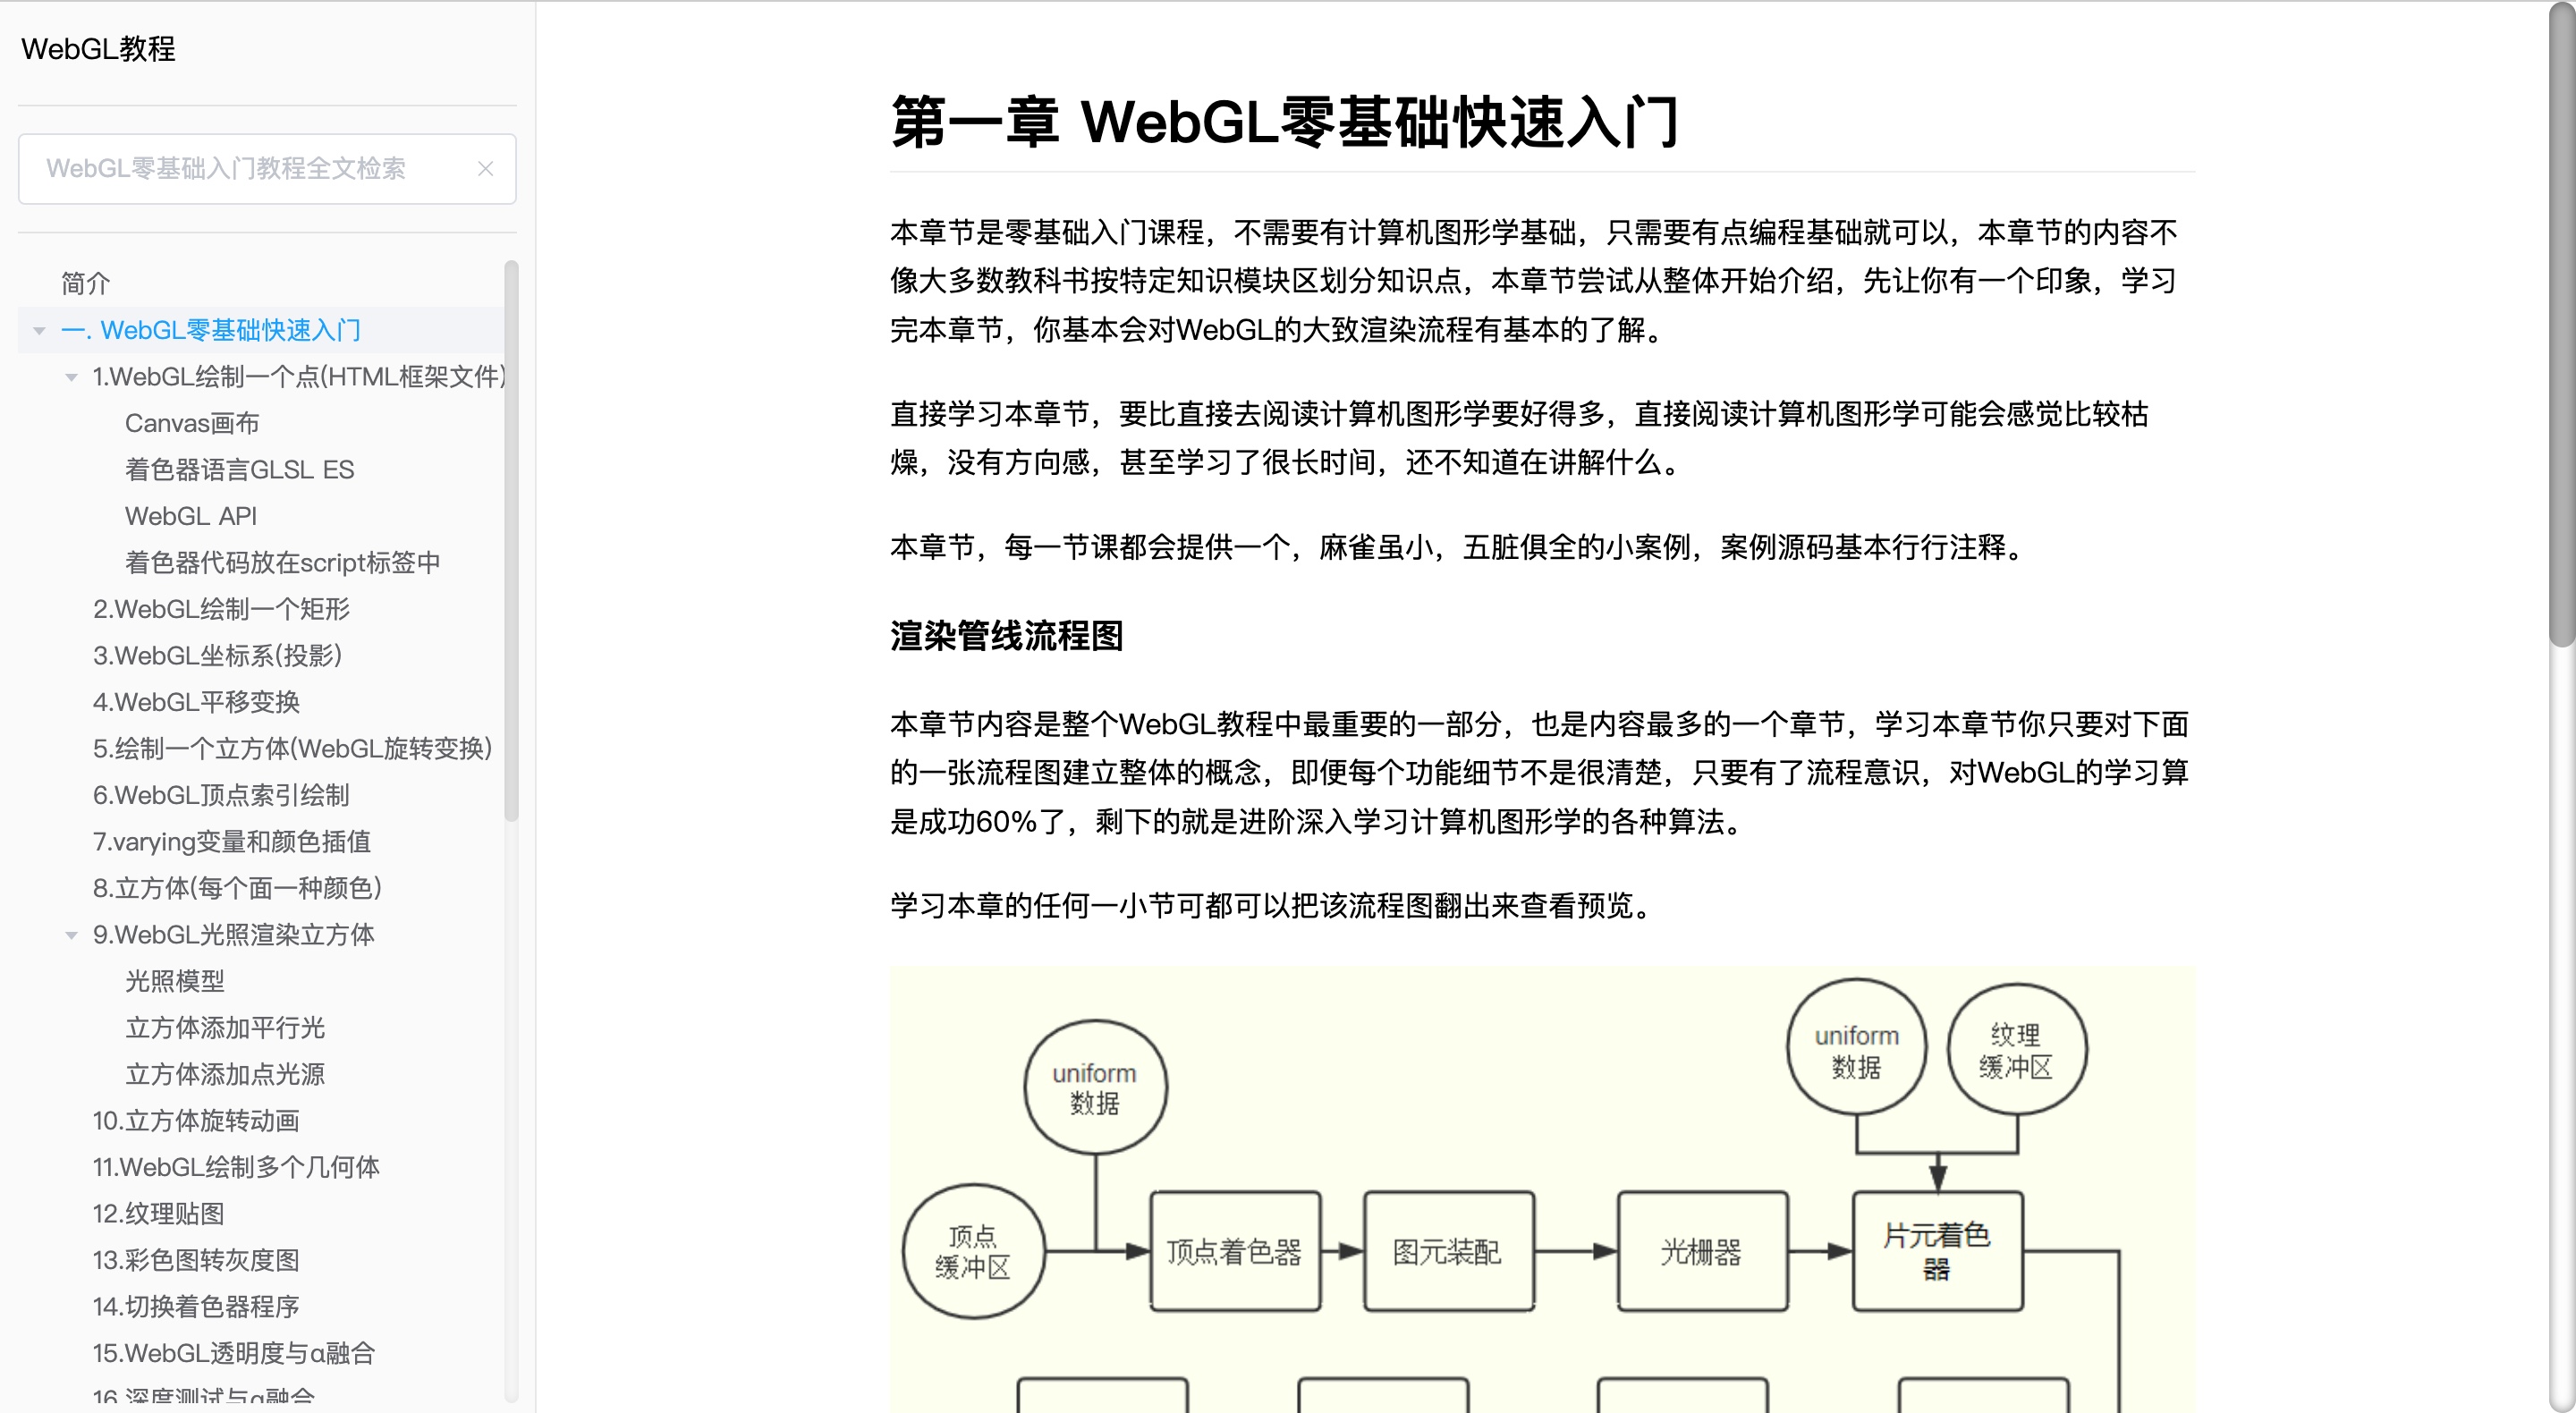 WebGL教程
WebGL零基础入门教程全文检索
简介
一. WebGL零基础快速入门
1.WebGL绘制一个点(HTML框架文件)
Canvas画布
着色器语言GLSL ES
WebGL API
着色器代码放在script标签中
2.WebGL绘制一个矩形
3.WebGL坐标系(投影)
4.WebGL平移变换
5.绘制一个立方体(WebGL旋转变换)
6.WebGL顶点索引绘制
7.varying变量和颜色插值
8.立方体(每个面一种颜色)
9.WebGL光照渲染立方体
光照模型
立方体添加平行光
立方体添加点光源
10.立方体旋转动画
11.WebGL绘制多个几何体
12.纹理贴图
13.彩色图转灰度图
14.切换着色器程序
15.WebGL透明度与α融合
16.深度测试与α融合
第一章 WebGL零基础快速入门
本章节是零基础入门课程，不需要有计算机图形学基础，只需要有点编程基础就可以，本章节的内容不
像大多数教科书按特定知识模块区划分知识点，本章节尝试从整体开始介绍，先让你有一个印象，学习
完本章节，你基本会对WebGL的大致渲染流程有基本的了解。
直接学习本章节，要比直接去阅读计算机图形学要好得多，直接阅读计算机图形学可能会感觉比较枯
燥，没有方向感，甚至学习了很长时间，还不知道在讲解什么。
本章节，每一节课都会提供一个，麻雀虽小，五脏俱全的小案例，案例源码基本行行注释。
渲染管线流程图
本章节内容是整个WebGL教程中最重要的一部分，也是内容最多的一个章节，学习本章节你只要对下面
的一张流程图建立整体的概念，即便每个功能细节不是很清楚，只要有了流程意识，对WebGL的学习算
是成功60%了，剩下的就是进阶深入学习计算机图形学的各种算法。
学习本章的任何一小节可都可以把该流程图翻出来查看预览。
uniform
数据
uniform
数据
纹理
缓冲区
顶点
缓冲区
顶点着色器
图元装配
光栅器
片元着色
器